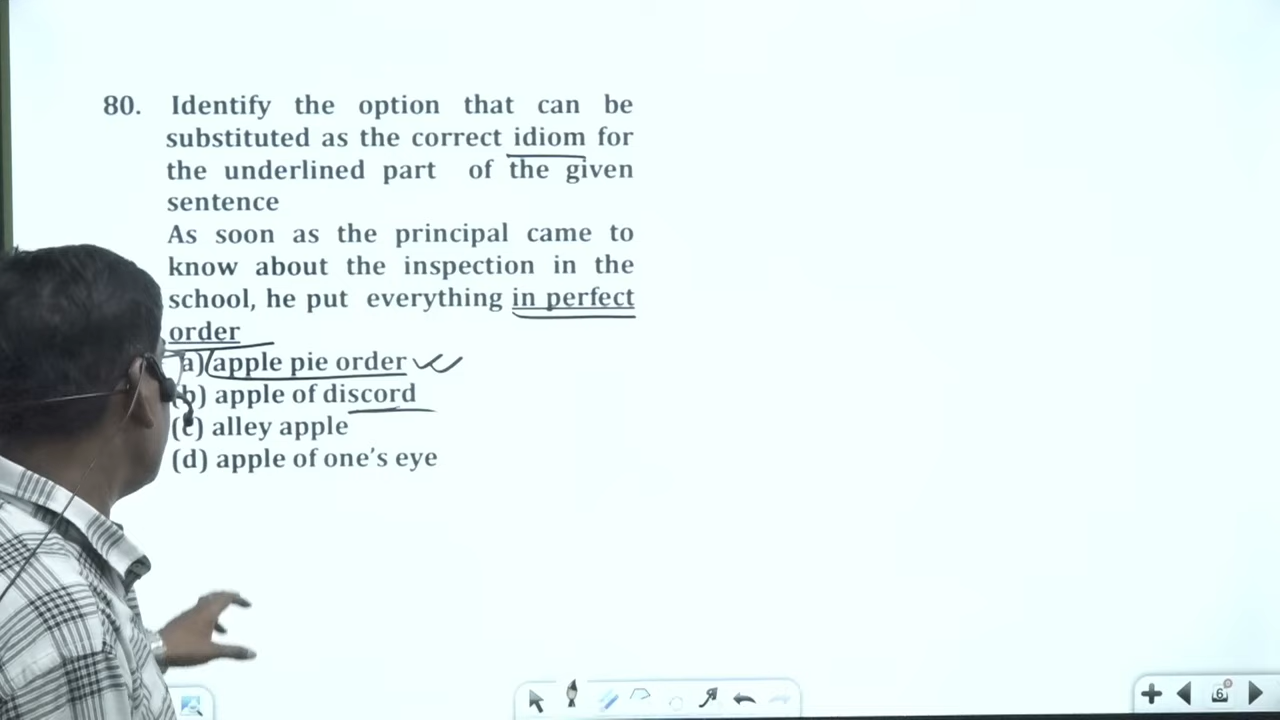 80. Identify the option that can be
substituted as the correct idiom for
the underlined part of the given
sentence
As soon as the principal came to
know about the inspection in the
school, he put everything in perfect
order
a) apple pie order
(b) apple of discord
(c) alley apple
(d) apple of one's eye
6